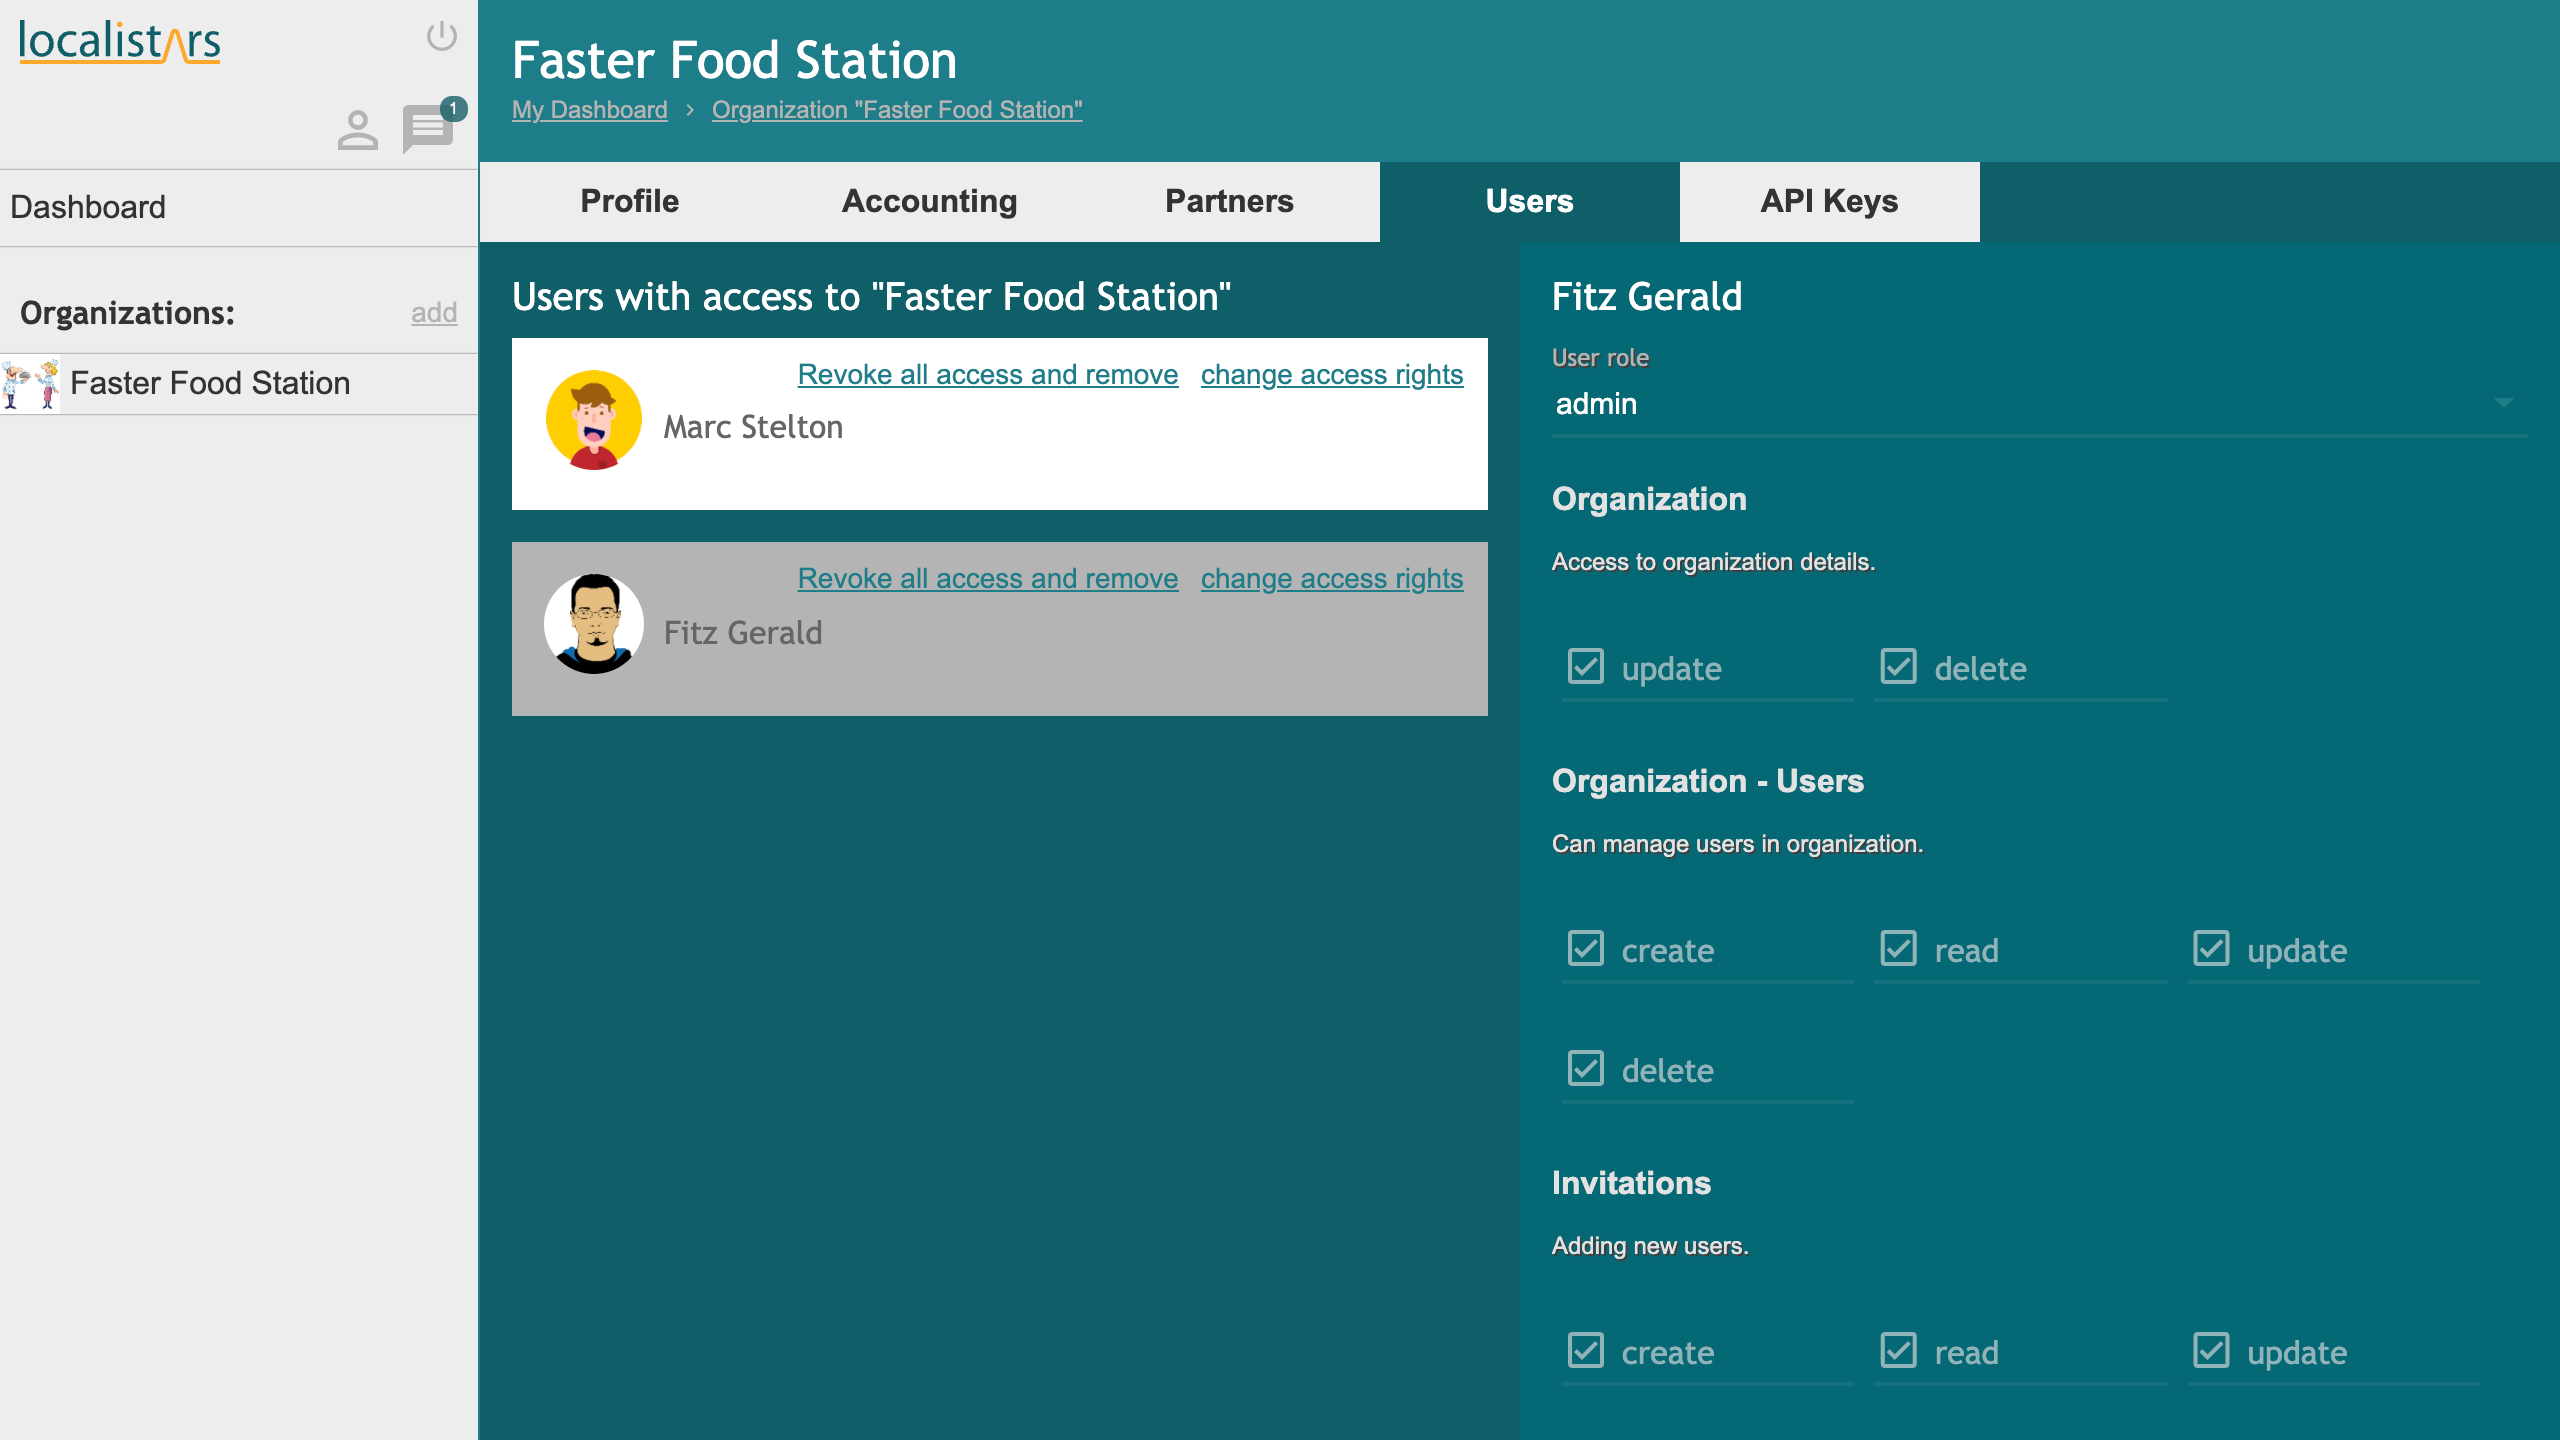 localistars
1
Dashboard
Organizations:
add
Faster Food Station
Faster Food Station
My Dashboard > Organization "Faster Food Station"
Profile
Accounting
Partners
Users
API Keys
Users with access to "Faster Food Station"
Revoke all access and remove change access rights
Marc Stelton
Revoke all access and remove change access rights
Fitz Gerald
Fitz Gerald
User role
admin
Organization
Access to organization details.
update delete
Organization - Users
Can manage users in organization.
create read update
delete
Invitations
Adding new users.
create read update